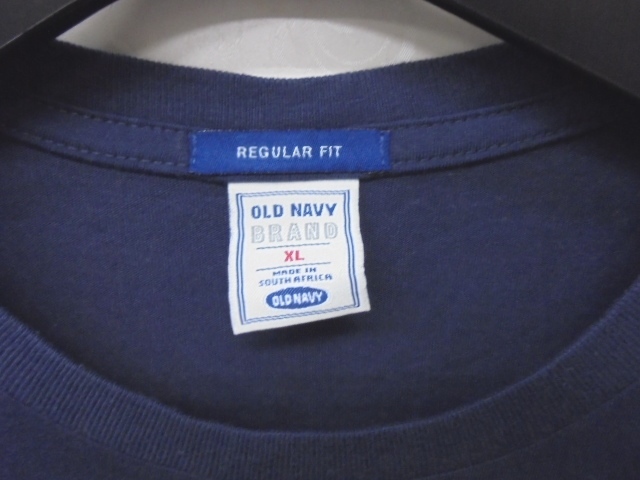 REGULAR FIT
OLD NAVY
BRAND
XL
MADE IN
SOUTH AFRICA
OLD NAVY